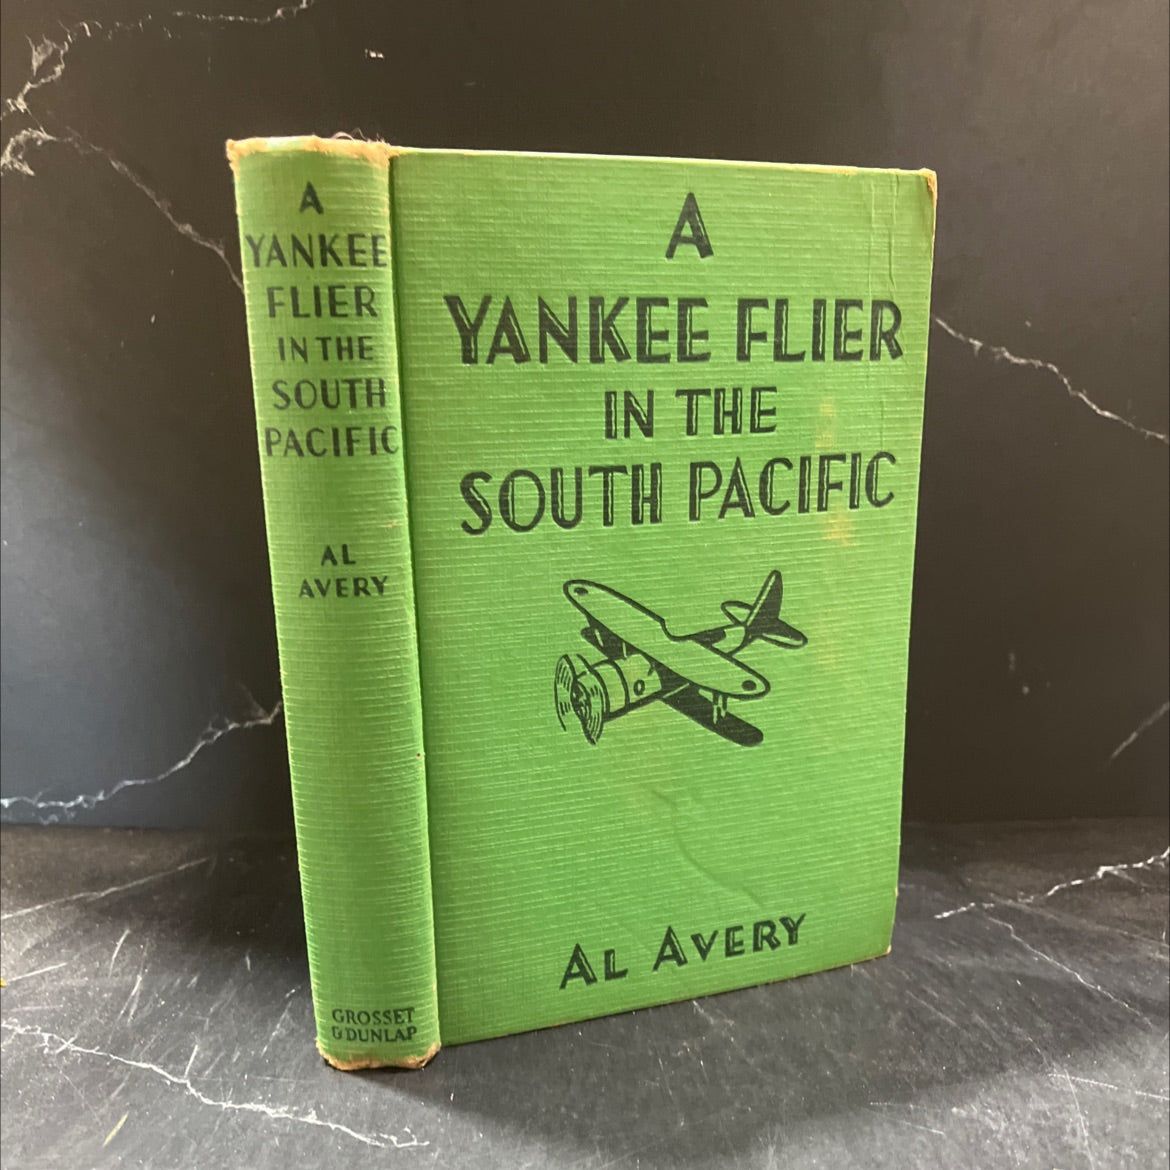 A
YANKEE
FLIER
IN THE
SOUTH
PACIFIC
AL
AVERY
GROSSET
& DUNLAP
A
YANKEE FLIER
IN THE
SOUTH PACIFIC
AL AVERY